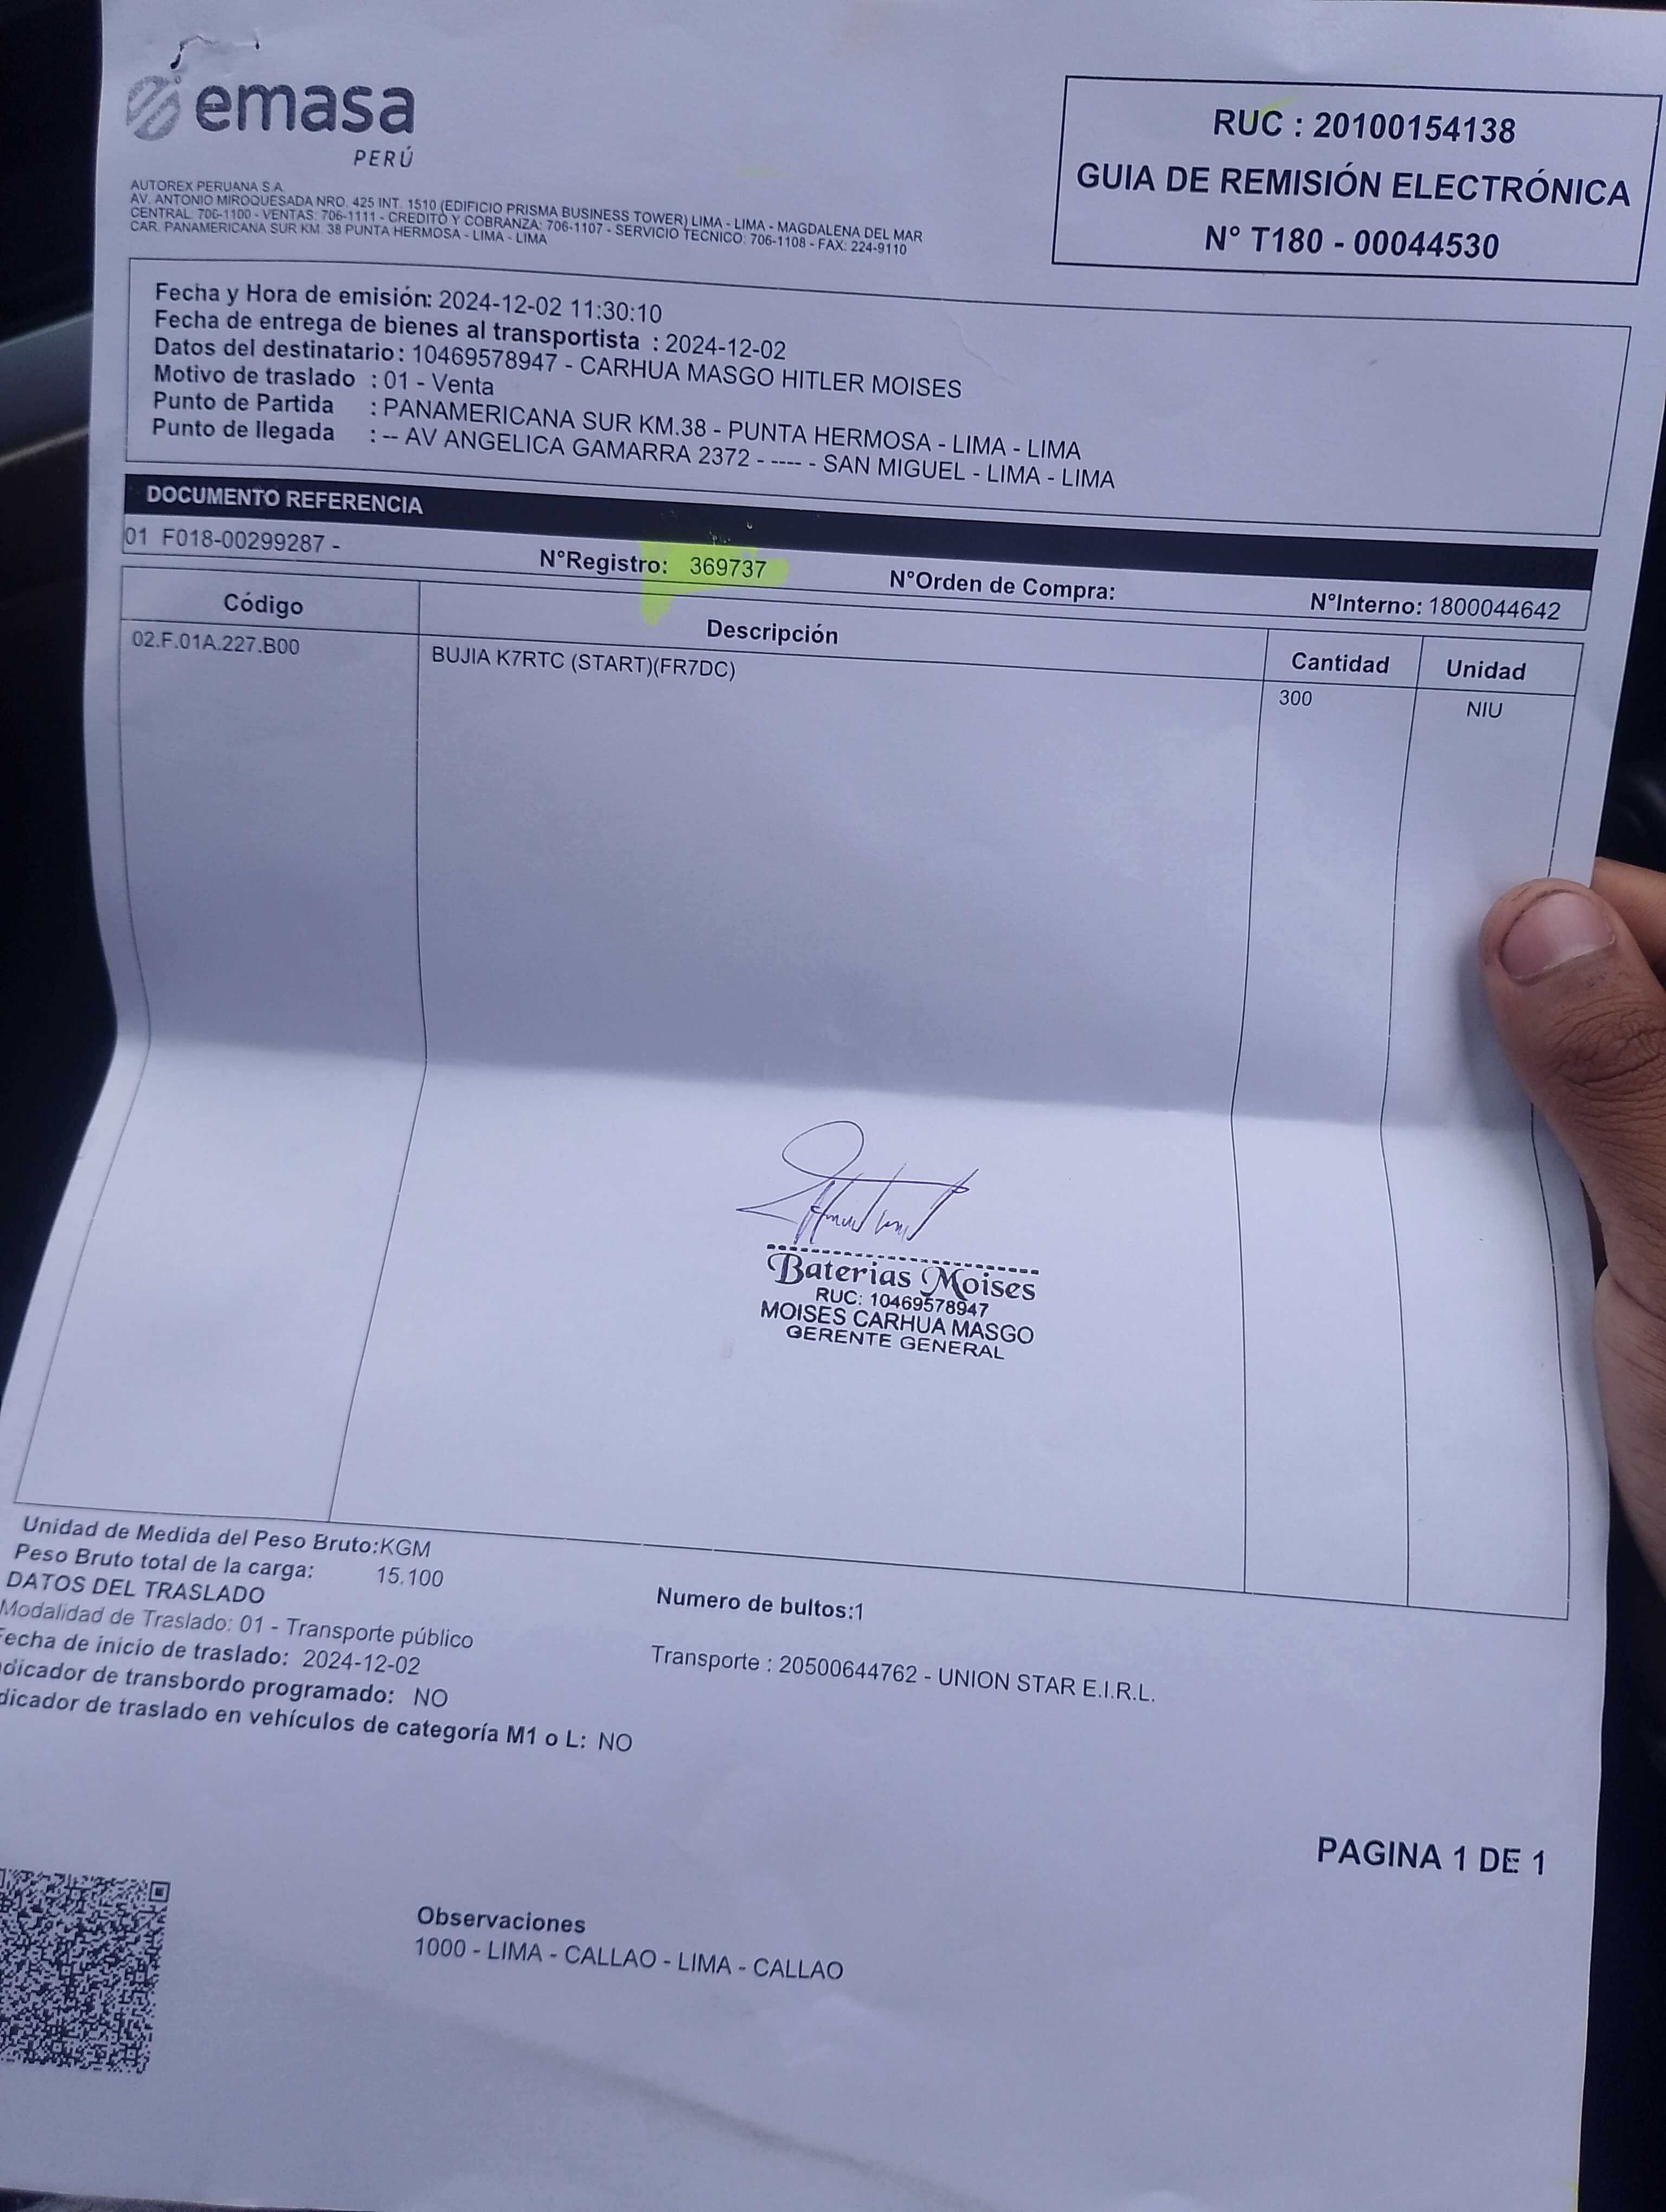 emasa
PERÚ
AUTOREX PERUANA S.A.
AV. ANTONIO MIROQUESADA NRO. 425 INT. 1510 (EDIFICIO PRISMA BUSINESS TOWER) LIMA - LIMA - MAGDALENA DEL MAR
CENTRAL: 706-1100 - VENTAS: 706-1111 - CREDITO Y COBRANZA: 706-1107 - SERVICIO TECNICO: 706-1108 - FAX: 224-9110
CAR. PANAMERICANA SUR KM. 38 PUNTA HERMOSA - LIMA - LIMA
RUC : 20100154138
GUIA DE REMISIÓN ELECTRÓNICA
N° T180 - 00044530
Fecha y Hora de emisión: 2024-12-02 11:30:10
Fecha de entrega de bienes al transportista : 2024-12-02
Datos del destinatario : 10469578947 - CARHUA MASGO HITLER MOISES
Motivo de traslado : 01 - Venta
Punto de Partida : PANAMERICANA SUR KM.38 - PUNTA HERMOSA - LIMA - LIMA
Punto de llegada : -- AV ANGELICA GAMARRA 2372 - ---- - SAN MIGUEL - LIMA - LIMA
DOCUMENTO REFERENCIA
01 F018-00299287 - N°Registro: 369737 N°Orden de Compra: N°Interno: 1800044642
Código Descripción Cantidad Unidad
02.F.01A.227.B00 BUJIA K7RTC (START)(FR7DC) 300 NIU
Baterias Moises
RUC: 10469578947
MOISES CARHUA MASGO
GERENTE GENERAL
Unidad de Medida del Peso Bruto:KGM
Peso Bruto total de la carga: 15.100
Numero de bultos:1
DATOS DEL TRASLADO
Modalidad de Traslado: 01 - Transporte público
Transporte : 20500644762 - UNION STAR E.I.R.L.
echa de inicio de traslado: 2024-12-02
dicador de transbordo programado: NO
dicador de traslado en vehículos de categoría M1 o L: NO
PAGINA 1 DE 1
Observaciones
1000 - LIMA - CALLAO - LIMA - CALLAO